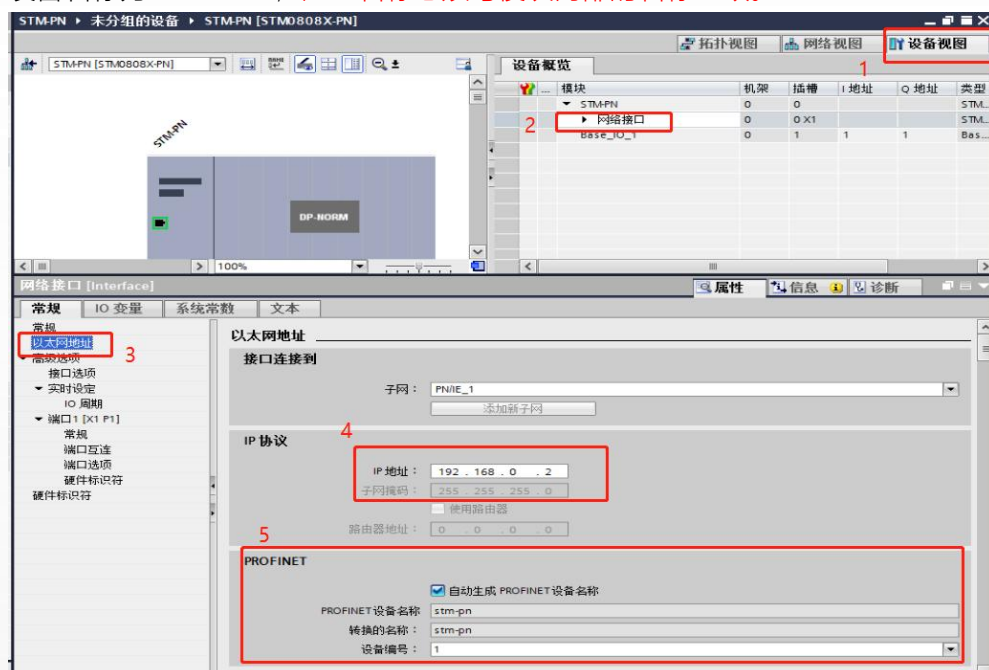 STM-PN ▸ 未分组的设备 ▸ STM-PN [STM0808X-PN]
拓扑视图 网络视图 设备视图
1
STM-PN [STM0808X-PN]
设备概览
... 模块 机架 插槽 I 地址 Q 地址 类型
STM-PN 0 0 STM...
2 网络接口 0 0 X1 STM...
Base_IO_1 0 1 1 1 Bas...
STM-PN
DP-NORM
100%
网络接口 [Interface]
属性 信息 诊断
常规 IO 变量 系统常数 文本
常规
以太网地址
3
高级选项
接口选项
实时设定
IO 周期
端口1 [X1 P1]
常规
端口互连
端口选项
硬件标识符
硬件标识符
以太网地址
接口连接到
子网： PN/IE_1
添加新子网
IP 协议
4
IP 地址： 192 . 168 . 0 . 2
子网掩码： 255 . 255 . 255 . 0
使用路由器
路由器地址： 0 . 0 . 0 . 0
5
PROFINET
自动生成 PROFINET设备名称
PROFINET设备名称 stm-pn
转换的名称： stm-pn
设备编号： 1